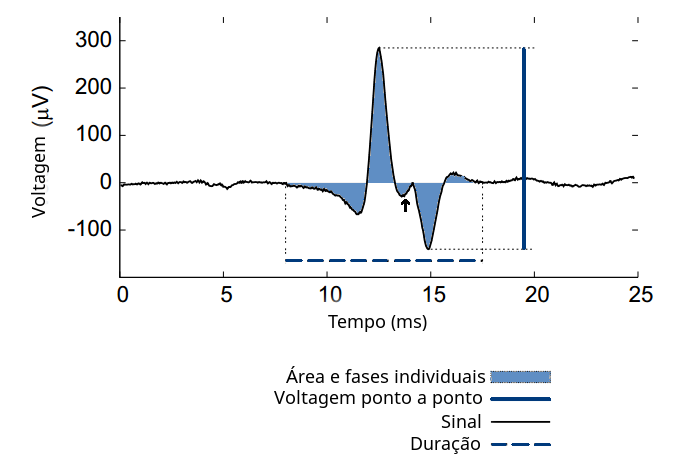 300
200
100
0
-100
Voltagem (µV)
0 5 10 15 20 25
Tempo (ms)
Área e fases individuais
Voltagem ponto a ponto
Sinal
Duração